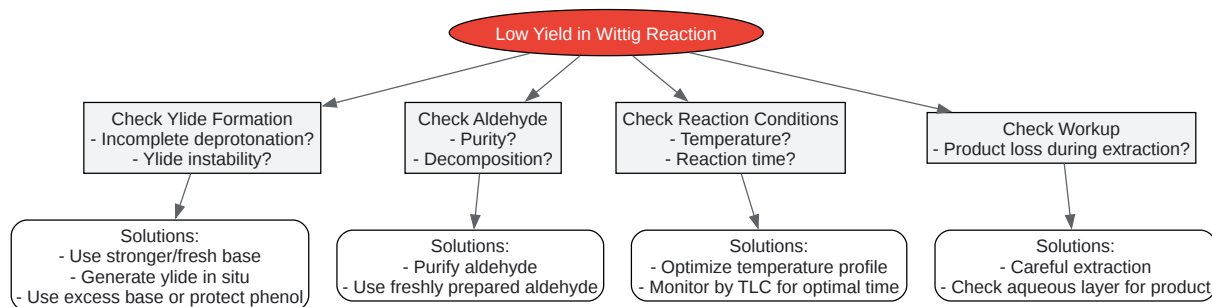 Low Yield in Wittig Reaction
Check Ylide Formation
- Incomplete deprotonation?
- Ylide instability?
Check Aldehyde
- Purity?
- Decomposition?
Check Reaction Conditions
- Temperature?
- Reaction time?
Check Workup
- Product loss during extraction?
Solutions:
- Use stronger/fresh base
- Generate ylide in situ
- Use excess base or protect phenol
Solutions:
- Purify aldehyde
- Use freshly prepared aldehyde
Solutions:
- Optimize temperature profile
- Monitor by TLC for optimal time
Solutions:
- Careful extraction
- Check aqueous layer for product